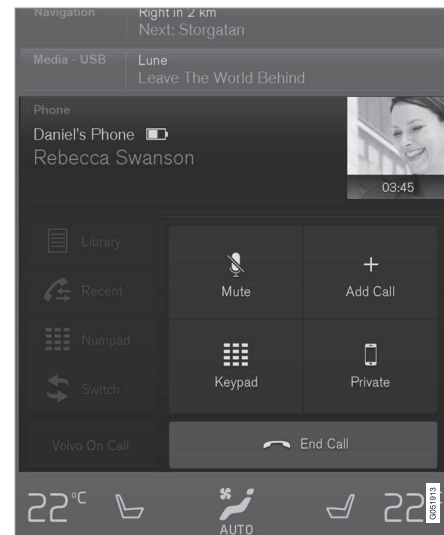 Navigation
Right in 2 km
Next: Storgatan
Media - USB
Lune
Leave The World Behind
Phone
Daniel's Phone
Rebecca Swanson
03:45
Library
Recent
Numpad
Switch
Volvo On Call
Mute
Add Call
Keypad
Private
End Call
22°C
AUTO
22
G051913